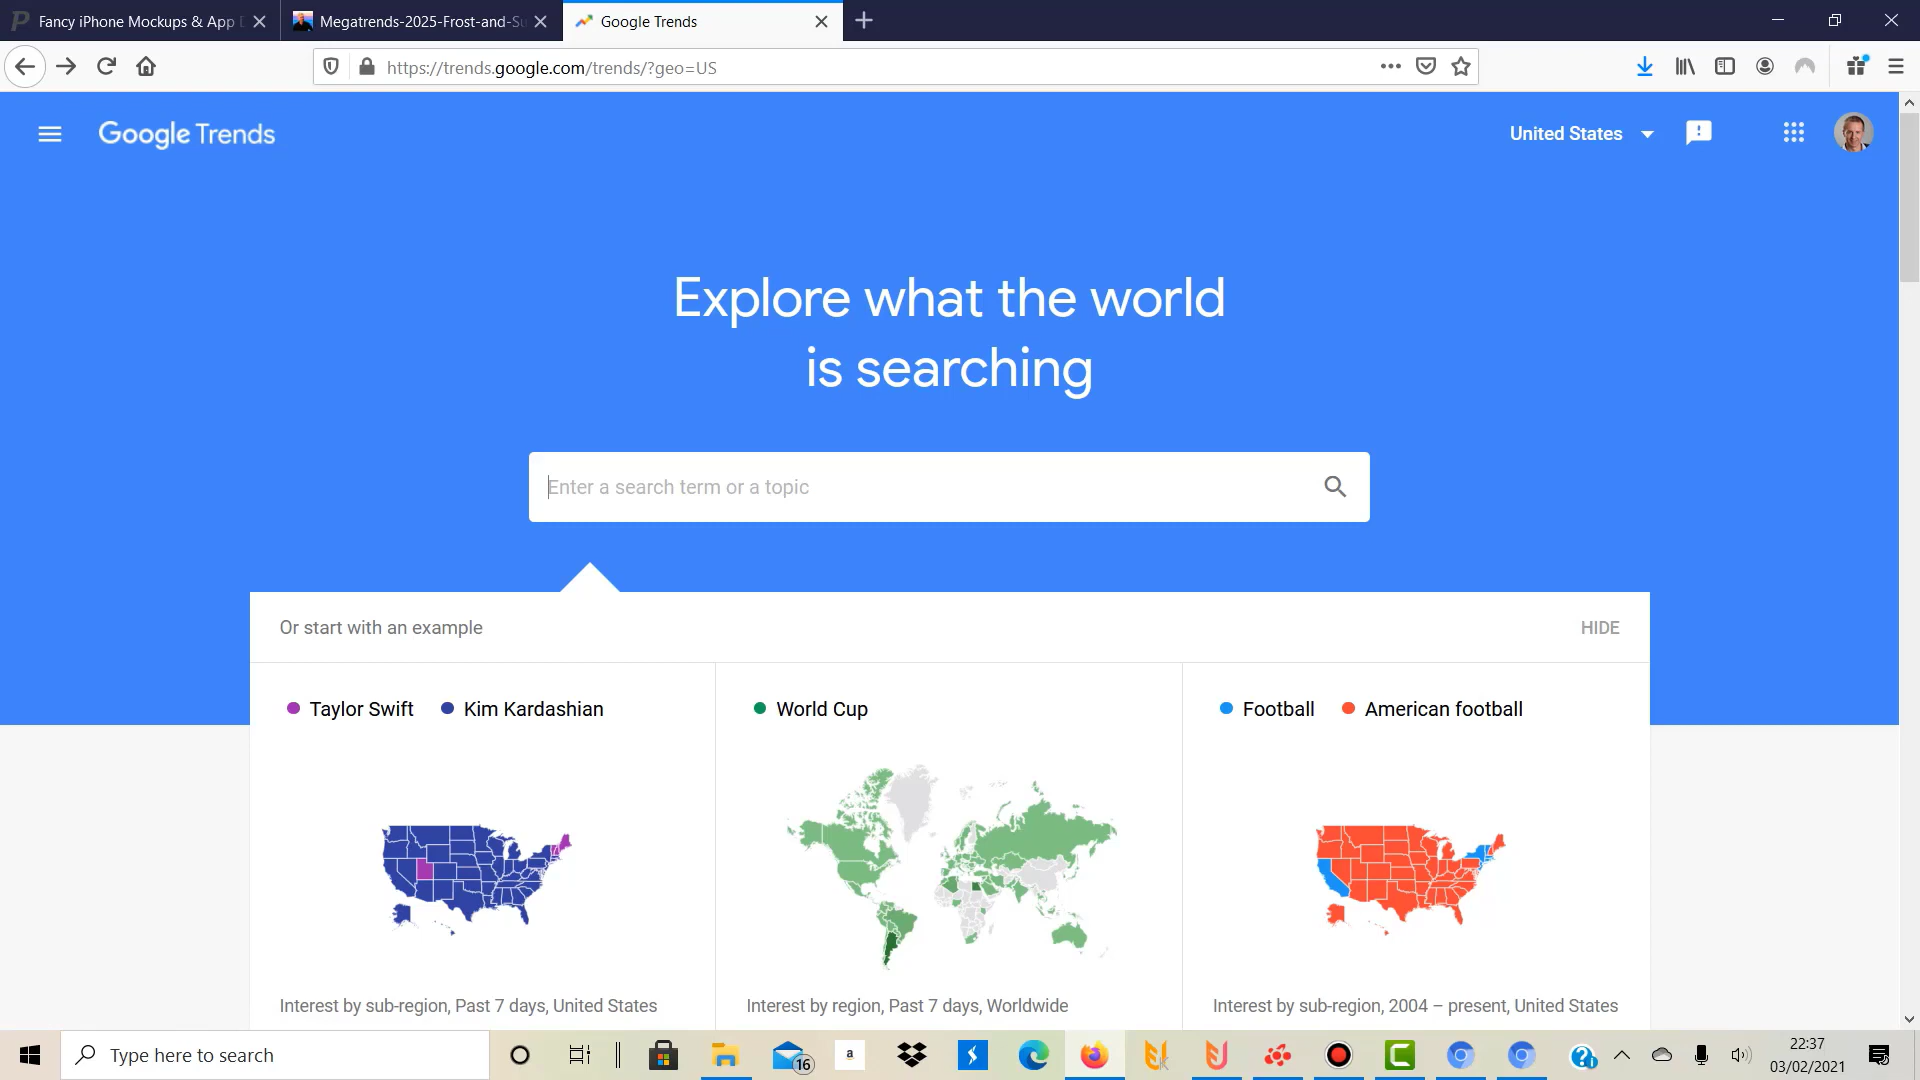 Fancy iPhone Mockups & App D
Megatrends-2025-Frost-and-Su
Google Trends
https://trends.google.com/trends/?geo=US
Google Trends
United States
Explore what the world
is searching
Enter a search term or a topic
Or start with an example
HIDE
Taylor Swift Kim Kardashian
World Cup
Football American football
Interest by sub-region, Past 7 days, United States
Interest by region, Past 7 days, Worldwide
Interest by sub-region, 2004 – present, United States
Type here to search
16
a
22:37
03/02/2021